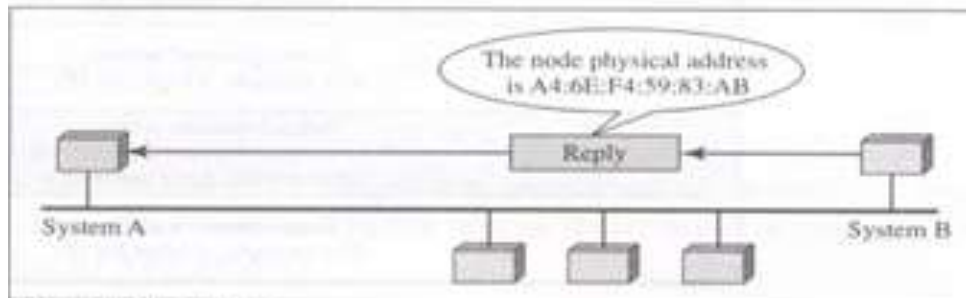 The node physical address
is A4:6E:F4:59:83:AB
Reply
System A
System B